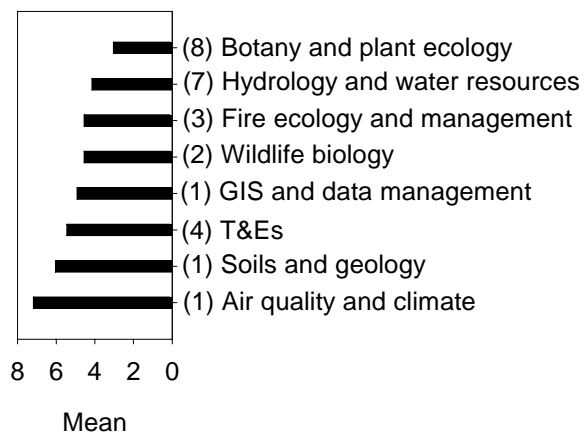 (8) Botany and plant ecology
(7) Hydrology and water resources
(3) Fire ecology and management
(2) Wildlife biology
(1) GIS and data management
(4) T&Es
(1) Soils and geology
(1) Air quality and climate
8 6 4 2 0
Mean